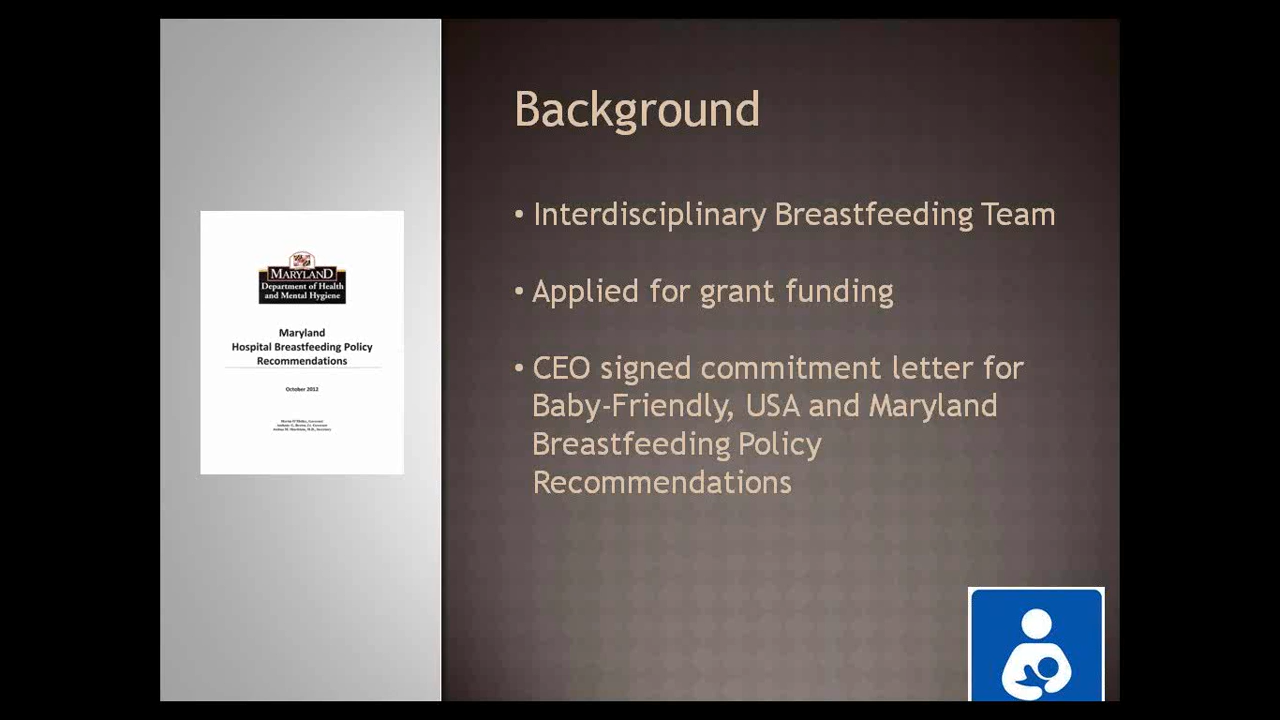 Background
• Interdisciplinary Breastfeeding Team
• Applied for grant funding
• CEO signed commitment letter for
Baby-Friendly, USA and Maryland
Breastfeeding Policy
Recommendations
MARYLAND
Department of Health
and Mental Hygiene
Maryland
Hospital Breastfeeding Policy
Recommendations
October 2012